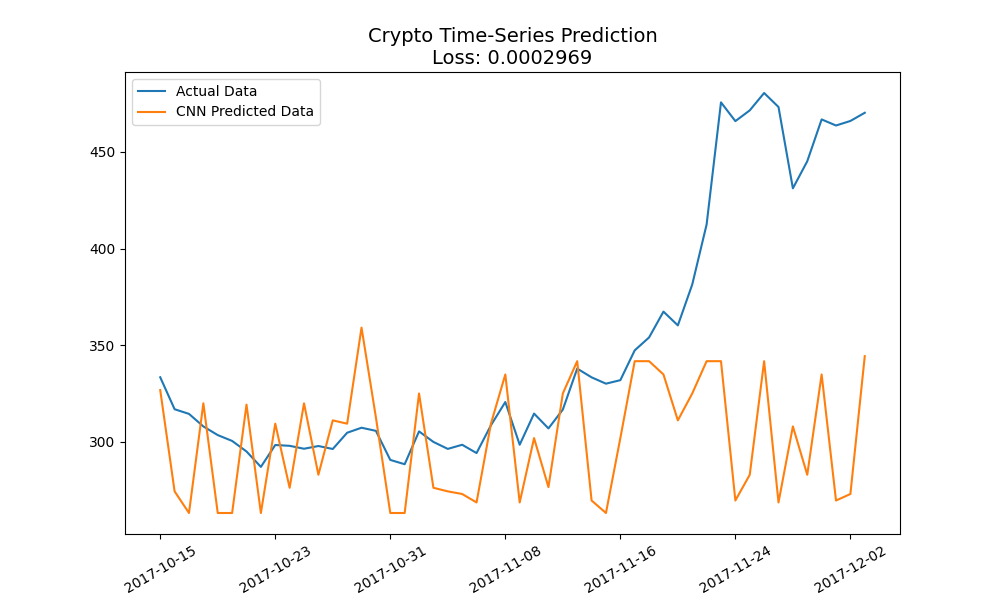 Crypto Time-Series Prediction
Loss: 0.0002969
Actual Data
CNN Predicted Data
450
400
350
300
2017-10-15
2017-10-23
2017-10-31
2017-11-08
2017-11-16
2017-11-24
2017-12-02